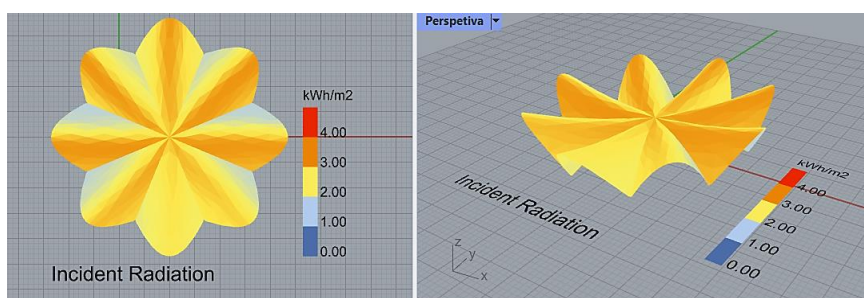 kWh/m2
4.00
3.00
2.00
1.00
0.00
Incident Radiation
Perspetiva
kWh/m2
4.00
3.00
2.00
1.00
0.00
Incident Radiation
z
y
x